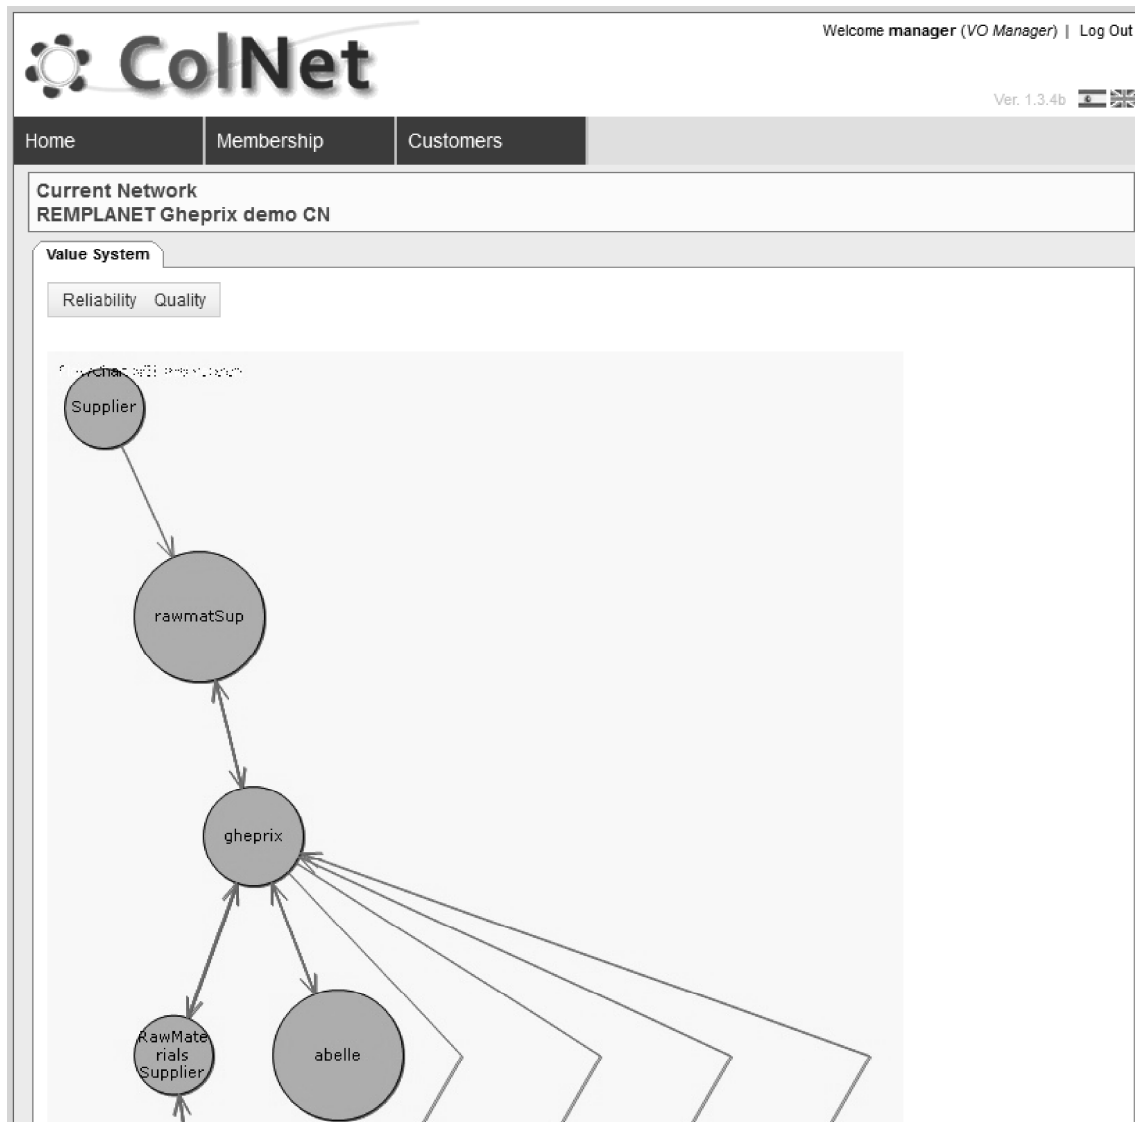 Welcome manager (VO Manager) | Log Out
ColNet
Ver. 1.3.4b
Home
Membership
Customers
Current Network
REMPLANET Gheprix demo CN
Value System
Reliability
Quality
Supplier
rawmatSup
gheprix
RawMate
rials
Supplier
abelle